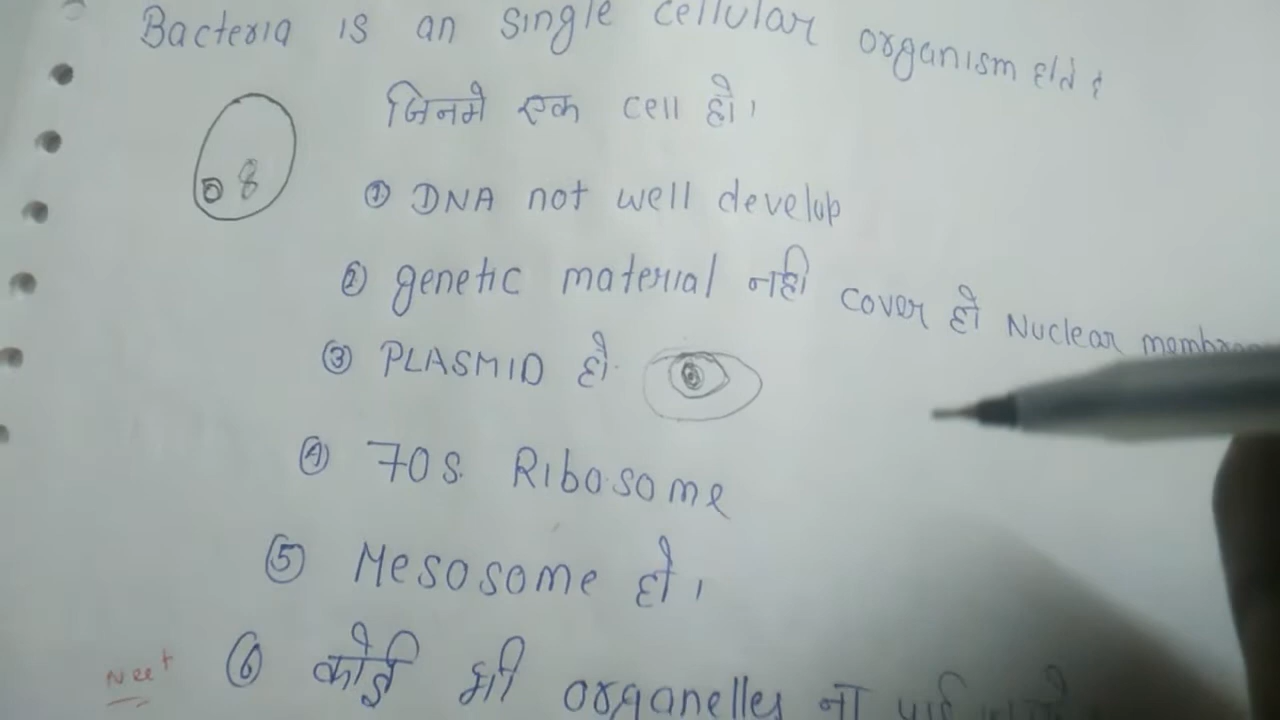 Bacteria is an single cellular organism होते है
जिनमे एक cell हो।
① DNA not well develop
② genetic material नही cover हो Nuclear membrane
③ PLASMID हो
④ 70s Ribosome
⑤ Mesosome हो।
Neet ⑥ कोई भी organelles ना पाई